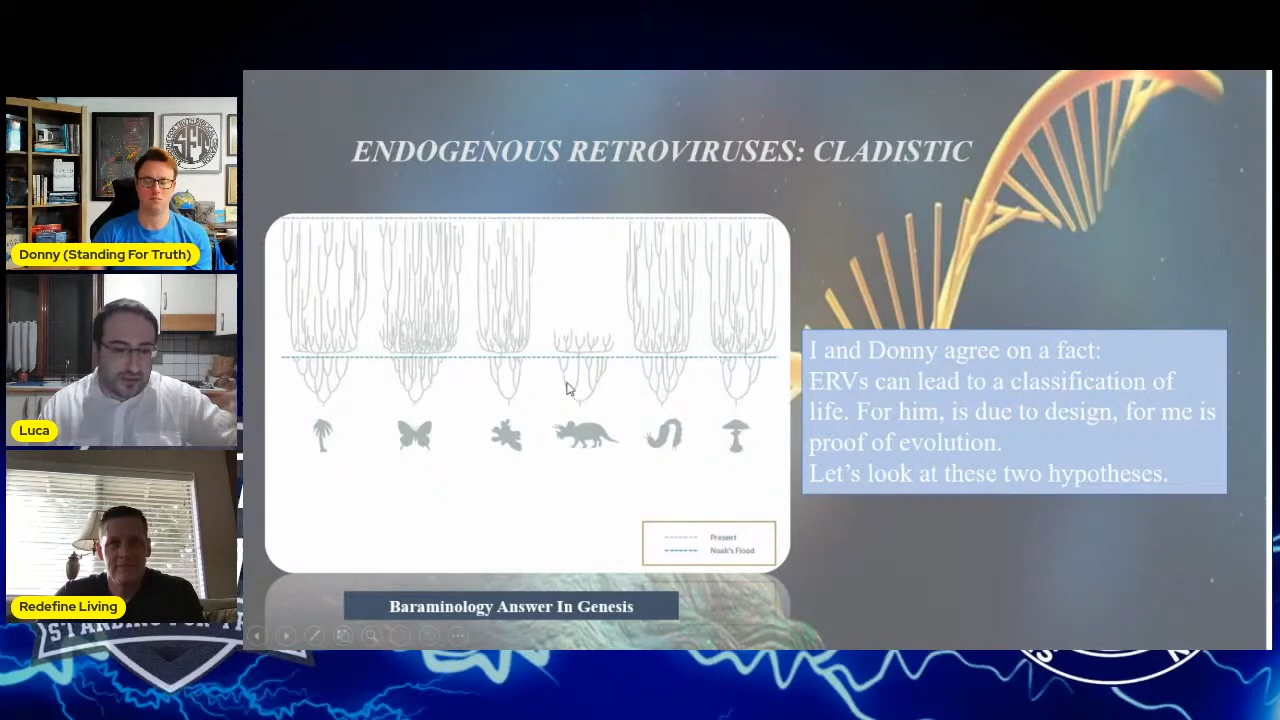 ENDOGENOUS RETROVIRUSES: CLADISTIC
SFT
Donny (Standing For Truth)
Luca
Redefine Living
I and Donny agree on a fact:
ERVs can lead to a classification of
life. For him, is due to design, for me is
proof of evolution.
Let's look at these two hypotheses.
Present
Noah's Flood
Baraminology Answer In Genesis